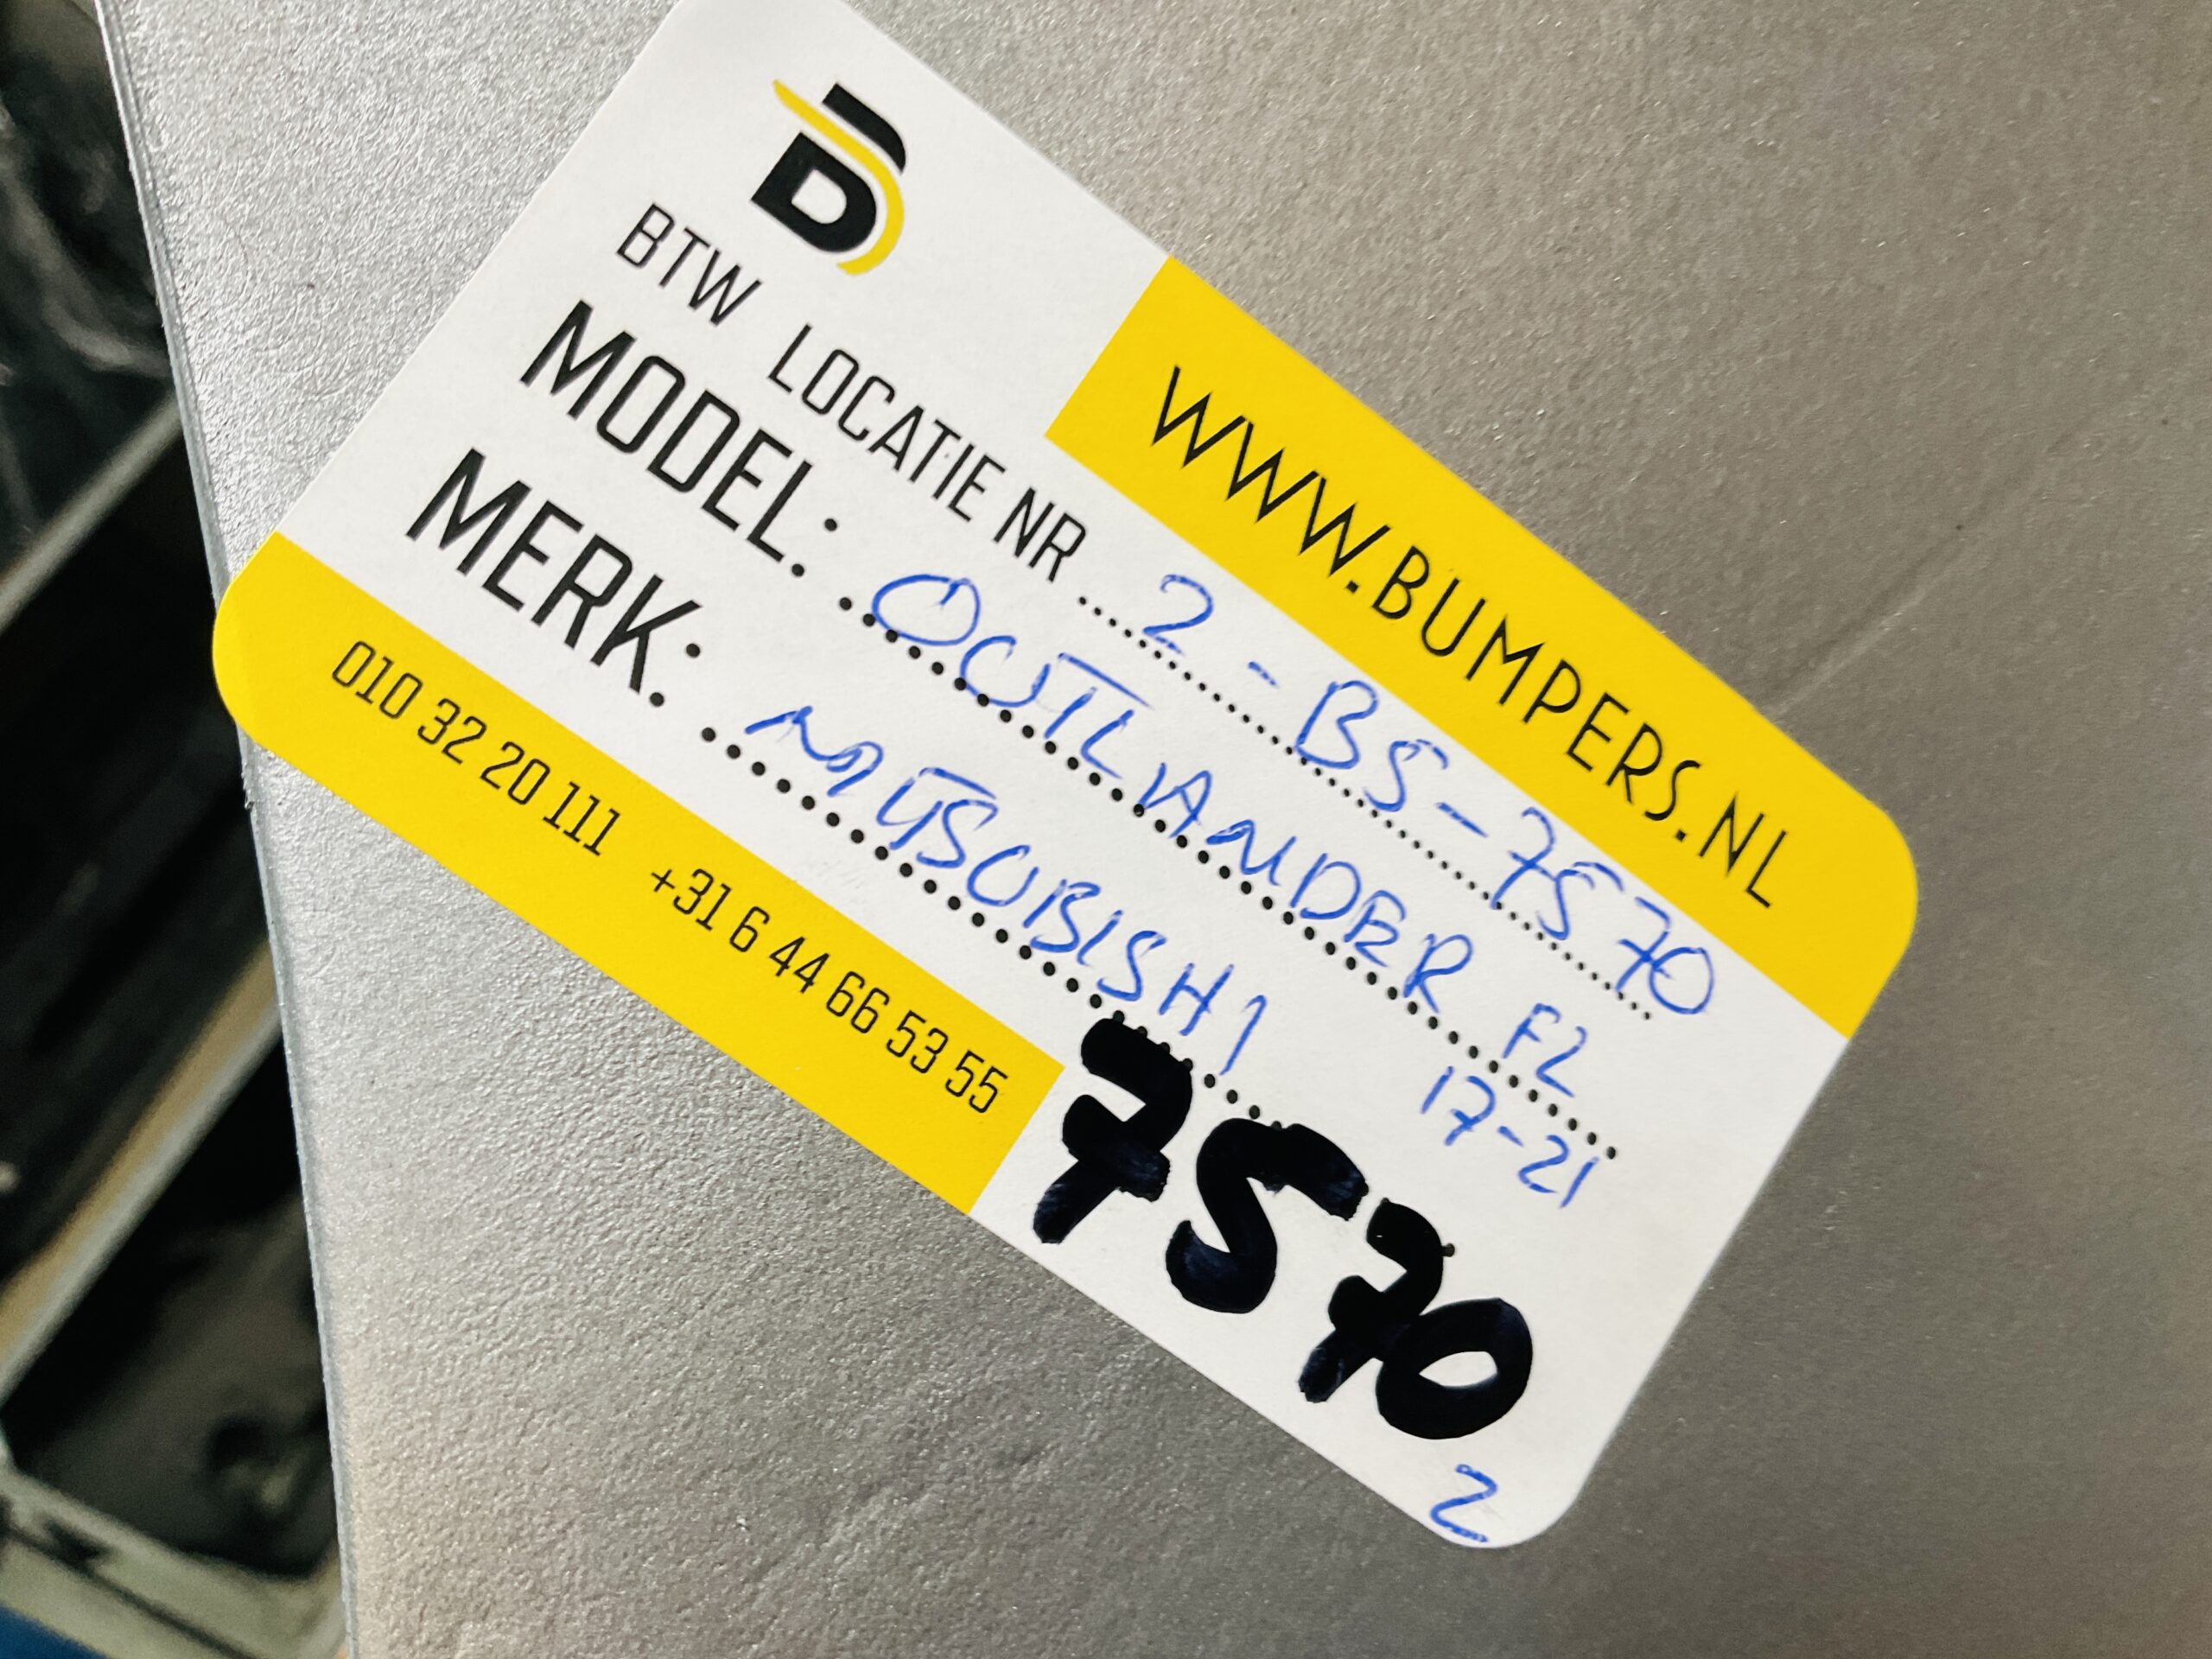 B
WWW.BUMPERS.NL
BTW LOCATIE NR 2-BS-7570
MODEL: OUTLANDER F2
17-21
MERK: MITSUBISHI
7570
010 32 20 111 +31 6 44 66 53 55
2